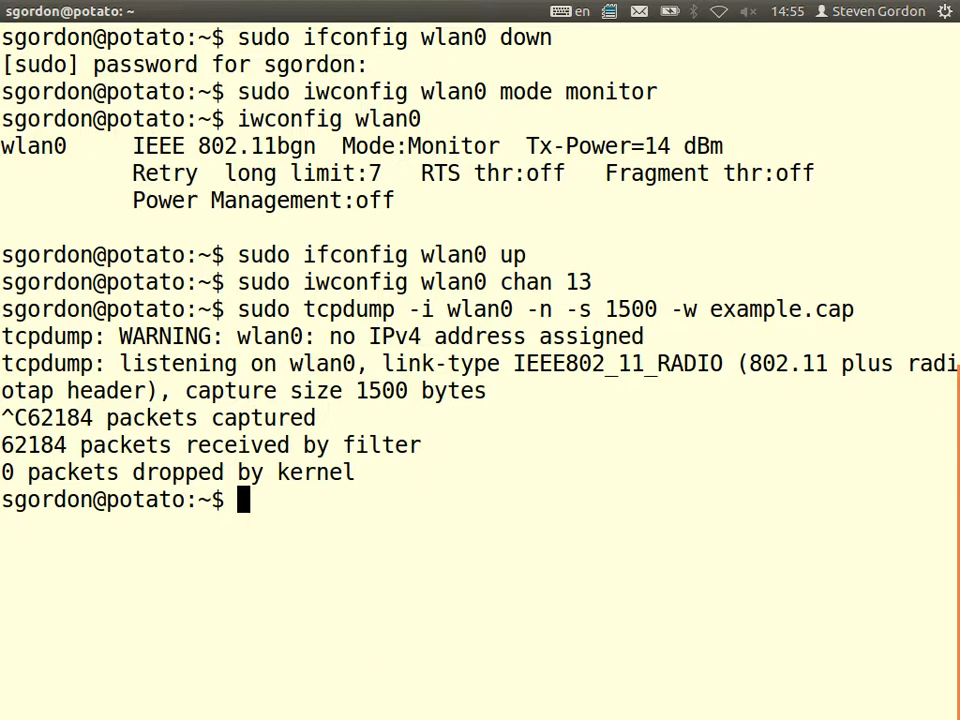 sgordon@potato: ~ en 14:55 Steven Gordon
sgordon@potato:~$ sudo ifconfig wlan0 down
[sudo] password for sgordon:
sgordon@potato:~$ sudo iwconfig wlan0 mode monitor
sgordon@potato:~$ iwconfig wlan0
wlan0     IEEE 802.11bgn  Mode:Monitor  Tx-Power=14 dBm
          Retry  long limit:7   RTS thr:off   Fragment thr:off
          Power Management:off
sgordon@potato:~$ sudo ifconfig wlan0 up
sgordon@potato:~$ sudo iwconfig wlan0 chan 13
sgordon@potato:~$ sudo tcpdump -i wlan0 -n -s 1500 -w example.cap
tcpdump: WARNING: wlan0: no IPv4 address assigned
tcpdump: listening on wlan0, link-type IEEE802_11_RADIO (802.11 plus radi
otap header), capture size 1500 bytes
^C62184 packets captured
62184 packets received by filter
0 packets dropped by kernel
sgordon@potato:~$